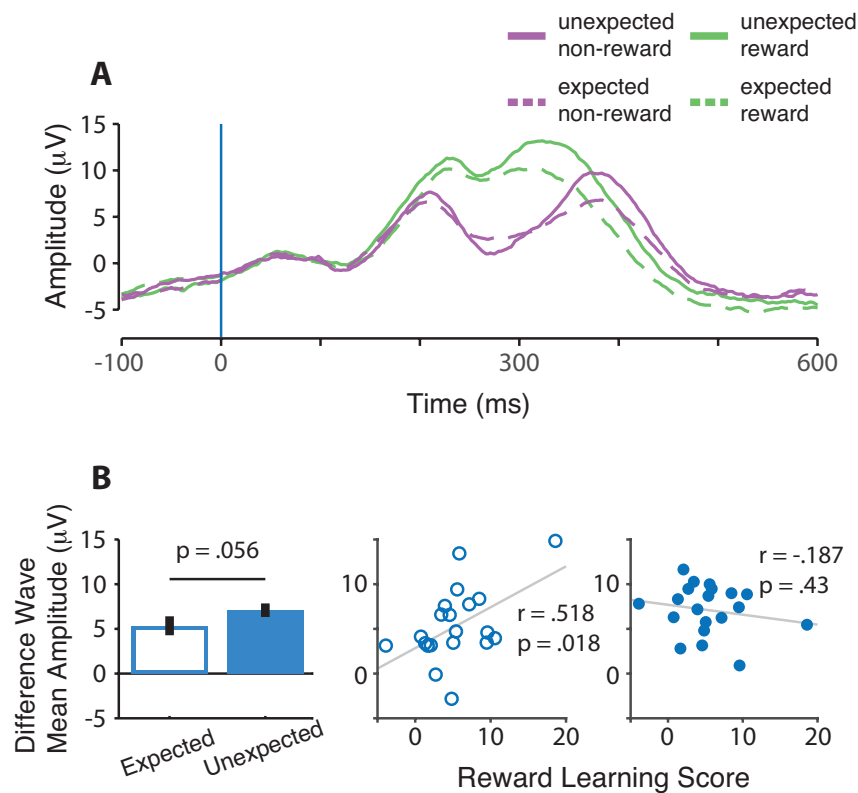 unexpected non-reward
unexpected reward
expected non-reward
expected reward
A
Amplitude (μV)
15
10
5
0
-5
-100
0
300
600
Time (ms)
B
Difference Wave
Mean Amplitude (μV)
15
10
5
0
-5
p = .056
Expected
Unexpected
10
0
r = .518
p = .018
0
10
20
10
0
r = -.187
p = .43
0
10
20
Reward Learning Score